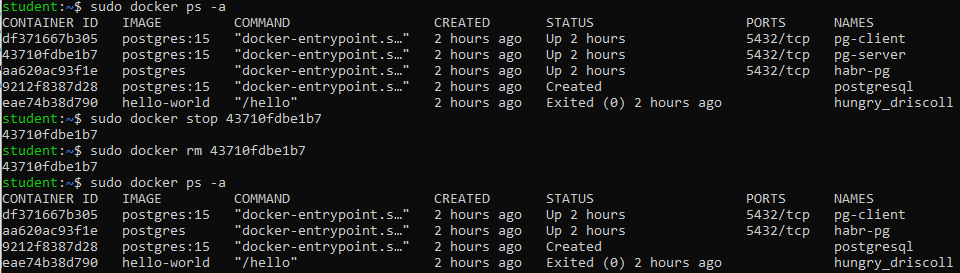 student:~$ sudo docker ps -a
CONTAINER ID   IMAGE         COMMAND                  CREATED       STATUS                   PORTS      NAMES
df371667b305   postgres:15   "docker-entrypoint.s…"   2 hours ago   Up 2 hours               5432/tcp   pg-client
43710fdbe1b7   postgres:15   "docker-entrypoint.s…"   2 hours ago   Up 2 hours               5432/tcp   pg-server
aa620ac93f1e   postgres      "docker-entrypoint.s…"   2 hours ago   Up 2 hours               5432/tcp   habr-pg
9212f8387d28   postgres:15   "docker-entrypoint.s…"   2 hours ago   Created                             postgresql
eae74b38d790   hello-world   "/hello"                 2 hours ago   Exited (0) 2 hours ago              hungry_driscoll
student:~$ sudo docker stop 43710fdbe1b7
43710fdbe1b7
student:~$ sudo docker rm 43710fdbe1b7
43710fdbe1b7
student:~$ sudo docker ps -a
CONTAINER ID   IMAGE         COMMAND                  CREATED       STATUS                   PORTS      NAMES
df371667b305   postgres:15   "docker-entrypoint.s…"   2 hours ago   Up 2 hours               5432/tcp   pg-client
aa620ac93f1e   postgres      "docker-entrypoint.s…"   2 hours ago   Up 2 hours               5432/tcp   habr-pg
9212f8387d28   postgres:15   "docker-entrypoint.s…"   2 hours ago   Created                             postgresql
eae74b38d790   hello-world   "/hello"                 2 hours ago   Exited (0) 2 hours ago              hungry_driscoll